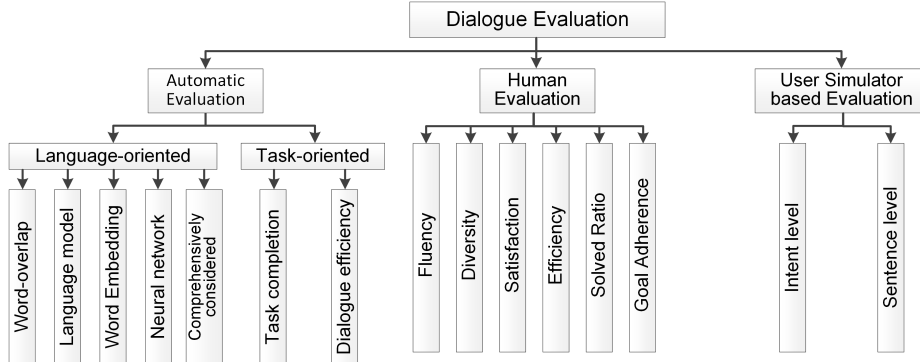 Dialogue Evaluation
Automatic
Evaluation
Human
Evaluation
User Simulator
based Evaluation
Language-oriented
Task-oriented
Word-overlap
Language model
Word Embedding
Neural network
Comprehensively
considered
Task completion
Dialogue efficiency
Fluency
Diversity
Satisfaction
Efficiency
Solved Ratio
Goal Adherence
Intent level
Sentence level